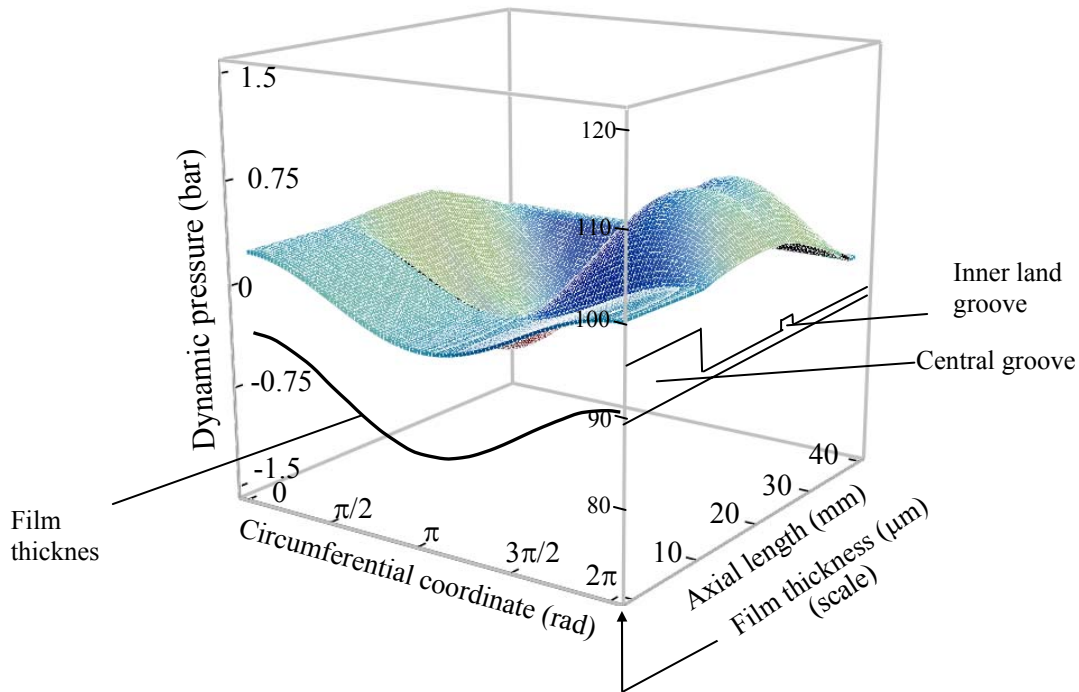 1.5
0.75
0
-0.75
-1.5
Dynamic pressure (bar)
120
110
100
90
80
Inner land
groove
Central groove
Film
thicknes
0
π/2
π
3π/2
2π
Circumferential coordinate (rad)
10
20
30
40
Axial length (mm)
Film thickness (μm)
(scale)